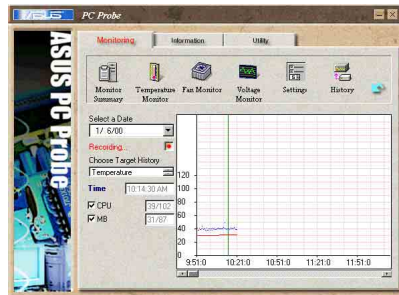 ASUS PC Probe
Monitoring Information Utility
ASUS PC Probe
Monitor Summary
Temperature Monitor
Fan Monitor
Voltage Monitor
Settings
History
Select a Date
1/ 6/00
Recording...
Choose Target History
Temperature
Time 10:14:30 AM
CPU 39/102
MB 31/87
120
100
80
60
40
20
0
9:51:0 10:21:0 10:51:0 11:21:0 11:51:0